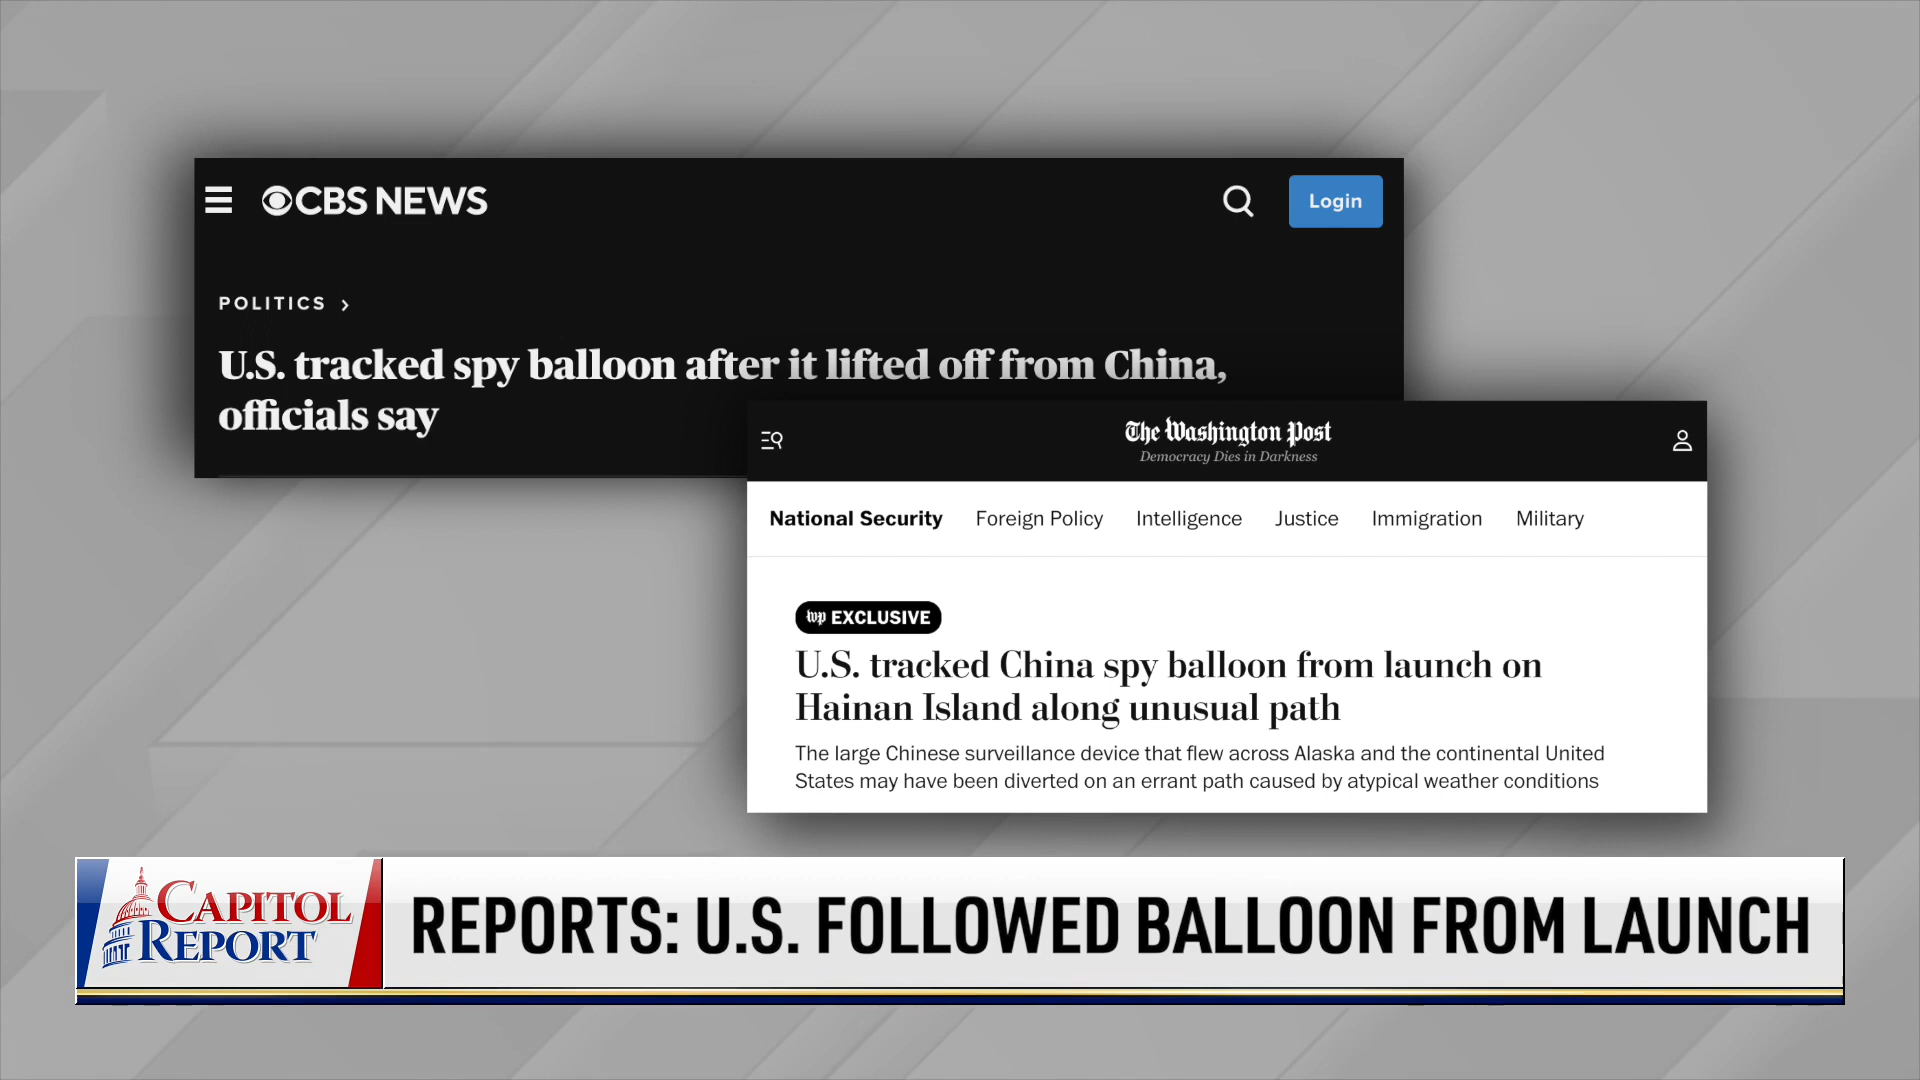 CBS NEWS
Login
POLITICS
U.S. tracked spy balloon after it lifted off from China,
officials say
The Washington Post
Democracy Dies in Darkness
National Security Foreign Policy Intelligence Justice Immigration Military
wp EXCLUSIVE
U.S. tracked China spy balloon from launch on
Hainan Island along unusual path
The large Chinese surveillance device that flew across Alaska and the continental United
States may have been diverted on an errant path caused by atypical weather conditions
CAPITOL
REPORT
REPORTS: U.S. FOLLOWED BALLOON FROM LAUNCH